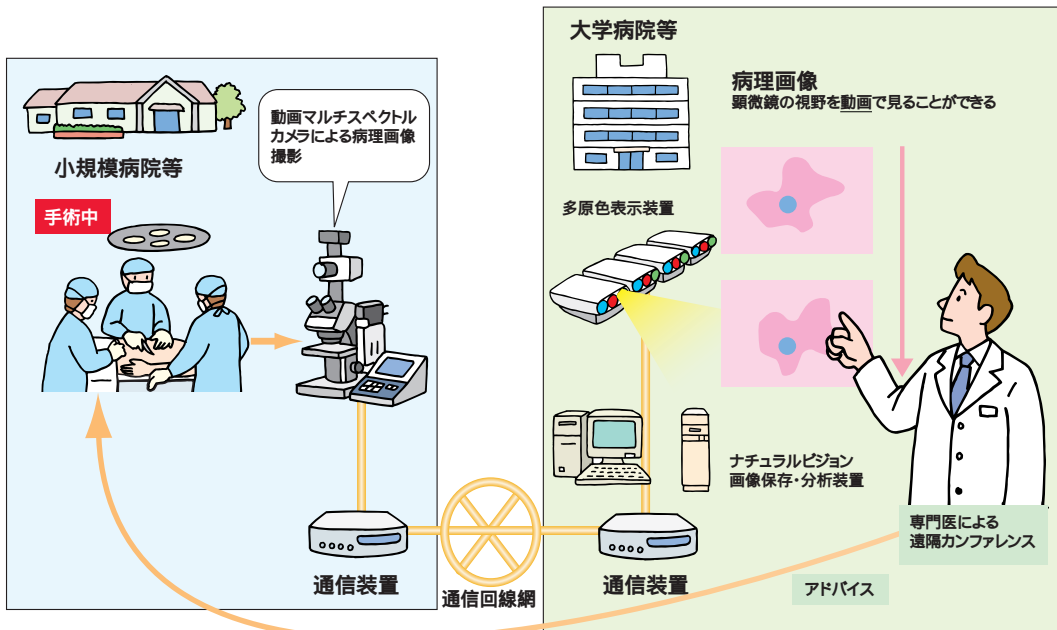 小規模病院等
手術中
動画マルチスペクトル
カメラによる病理画像
撮影
通信装置
通信回線網
大学病院等
病理画像
顕微鏡の視野を動画で見ることができる
多原色表示装置
ナチュラルビジョン
画像保存・分析装置
通信装置
専門医による
遠隔カンファレンス
アドバイス